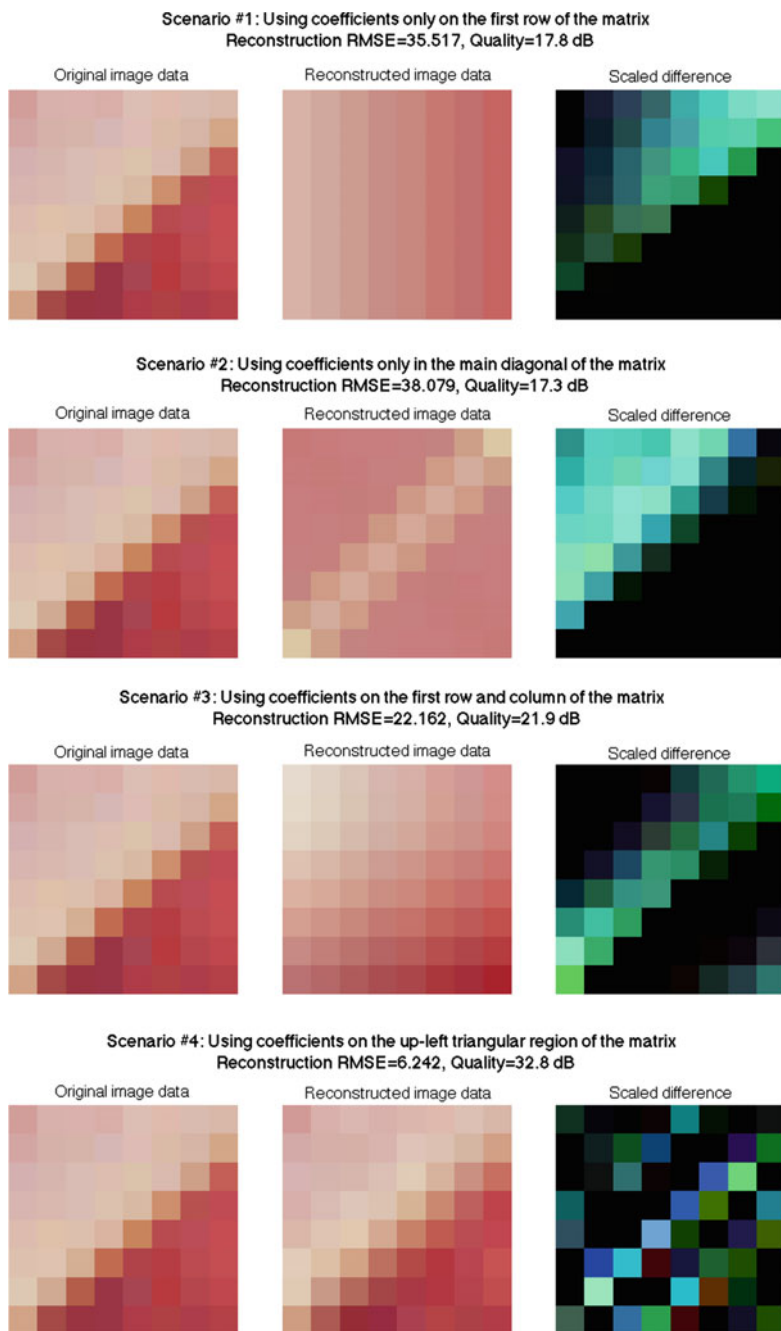 Scenario #1: Using coefficients only on the first row of the matrix
Reconstruction RMSE=35.517, Quality=17.8 dB
Original image data
Reconstructed image data
Scaled difference
Scenario #2: Using coefficients only in the main diagonal of the matrix
Reconstruction RMSE=38.079, Quality=17.3 dB
Original image data
Reconstructed image data
Scaled difference
Scenario #3: Using coefficients on the first row and column of the matrix
Reconstruction RMSE=22.162, Quality=21.9 dB
Original image data
Reconstructed image data
Scaled difference
Scenario #4: Using coefficients on the up-left triangular region of the matrix
Reconstruction RMSE=6.242, Quality=32.8 dB
Original image data
Reconstructed image data
Scaled difference